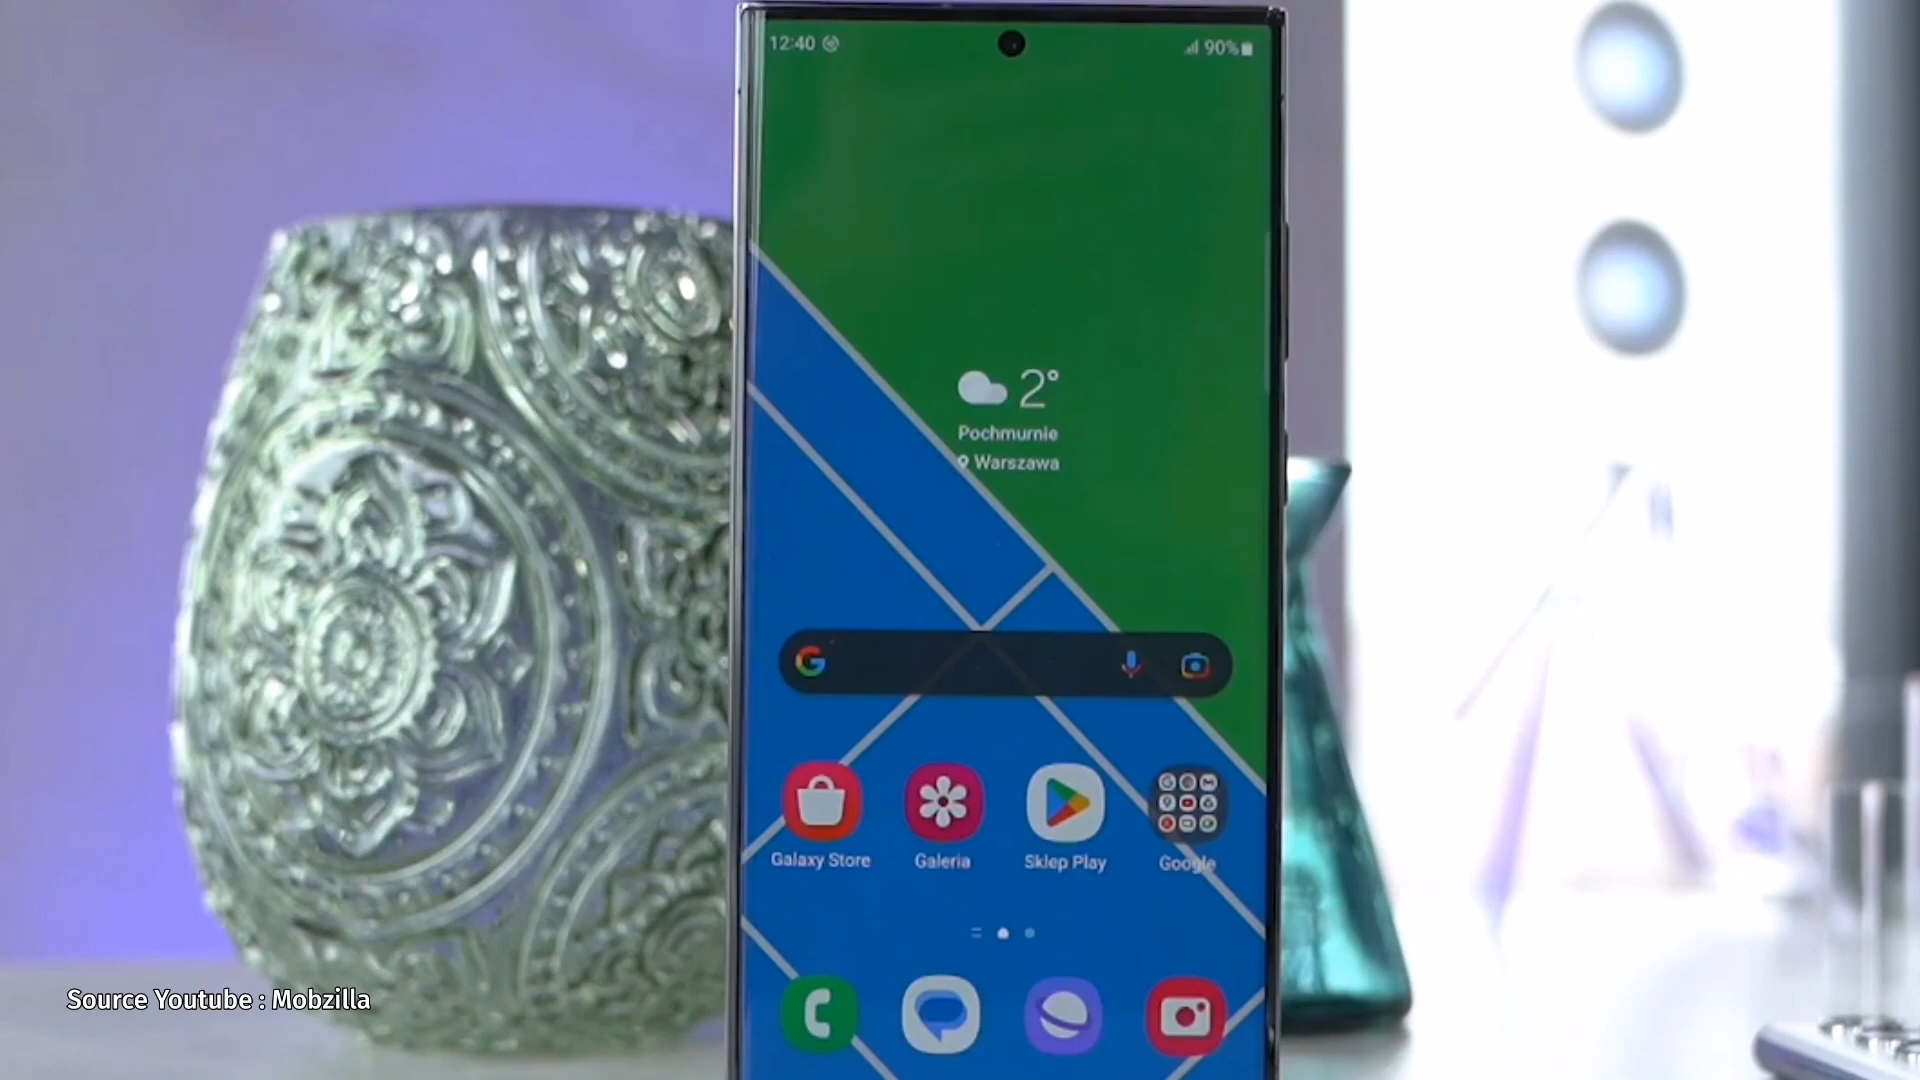 12:40
90%
2°
Pochmurnie
Warszawa
Galaxy Store
Galeria
Sklep Play
Google
Source Youtube : Mobzilla